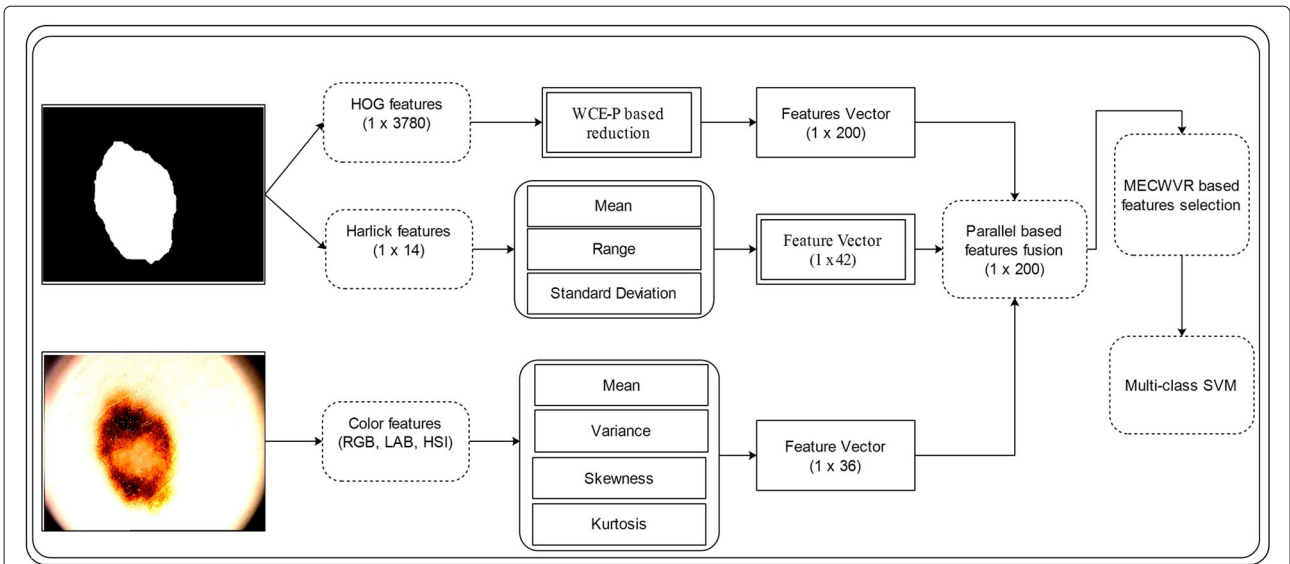 HOG features
(1 x 3780)
WCE-P based
reduction
Features Vector
(1 x 200)
Harlick features
(1 x 14)
Mean
Range
Standard Deviation
Feature Vector
(1 x 42)
Parallel based
features fusion
(1 x 200)
MECWVR based
features selection
Multi-class SVM
Color features
(RGB, LAB, HSI)
Mean
Variance
Skewness
Kurtosis
Feature Vector
(1 x 36)